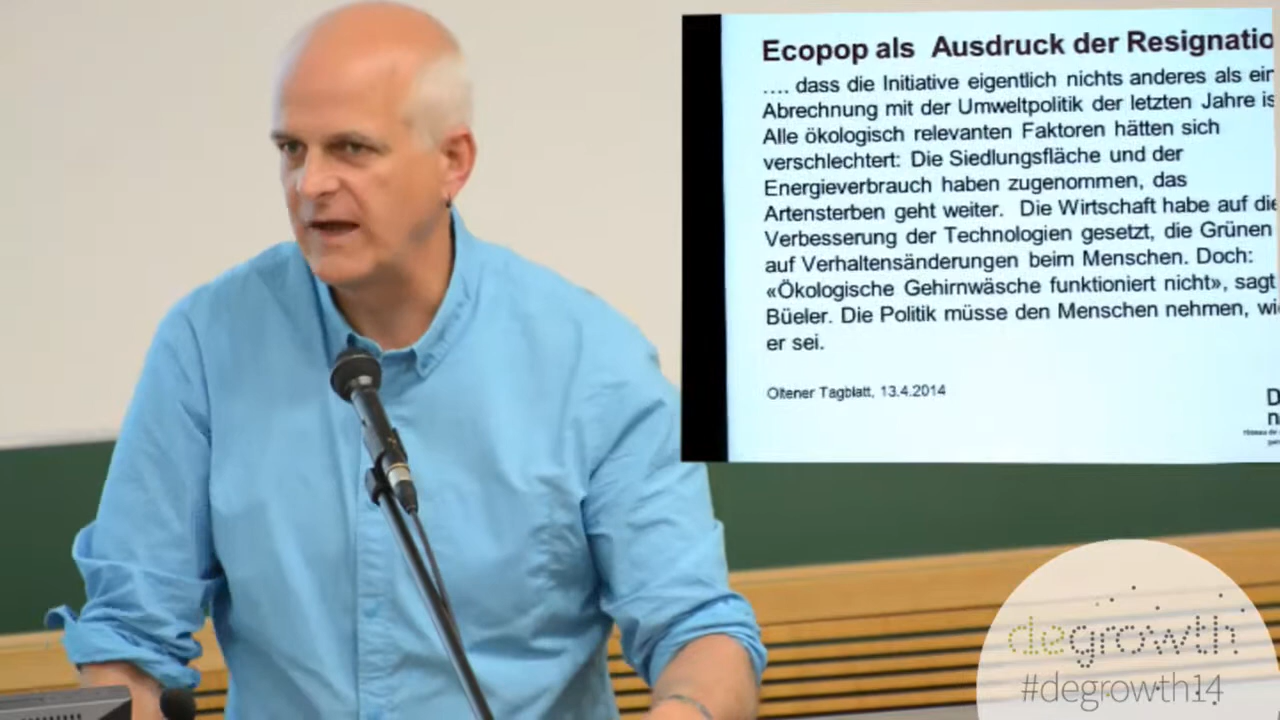 Ecopop als Ausdruck der Resignatio
.... dass die Initiative eigentlich nichts anderes als ein
Abrechnung mit der Umweltpolitik der letzten Jahre is
Alle ökologisch relevanten Faktoren hätten sich
verschlechtert: Die Siedlungsfläche und der
Energieverbrauch haben zugenommen, das
Artensterben geht weiter. Die Wirtschaft habe auf die
Verbesserung der Technologien gesetzt, die Grünen
auf Verhaltensänderungen beim Menschen. Doch:
«Ökologische Gehirnwäsche funktioniert nicht», sagt
Büeler. Die Politik müsse den Menschen nehmen, wi
er sei.
Oltener Tagblatt, 13.4.2014
D
n
réseau de
degrowth
#degrowth14